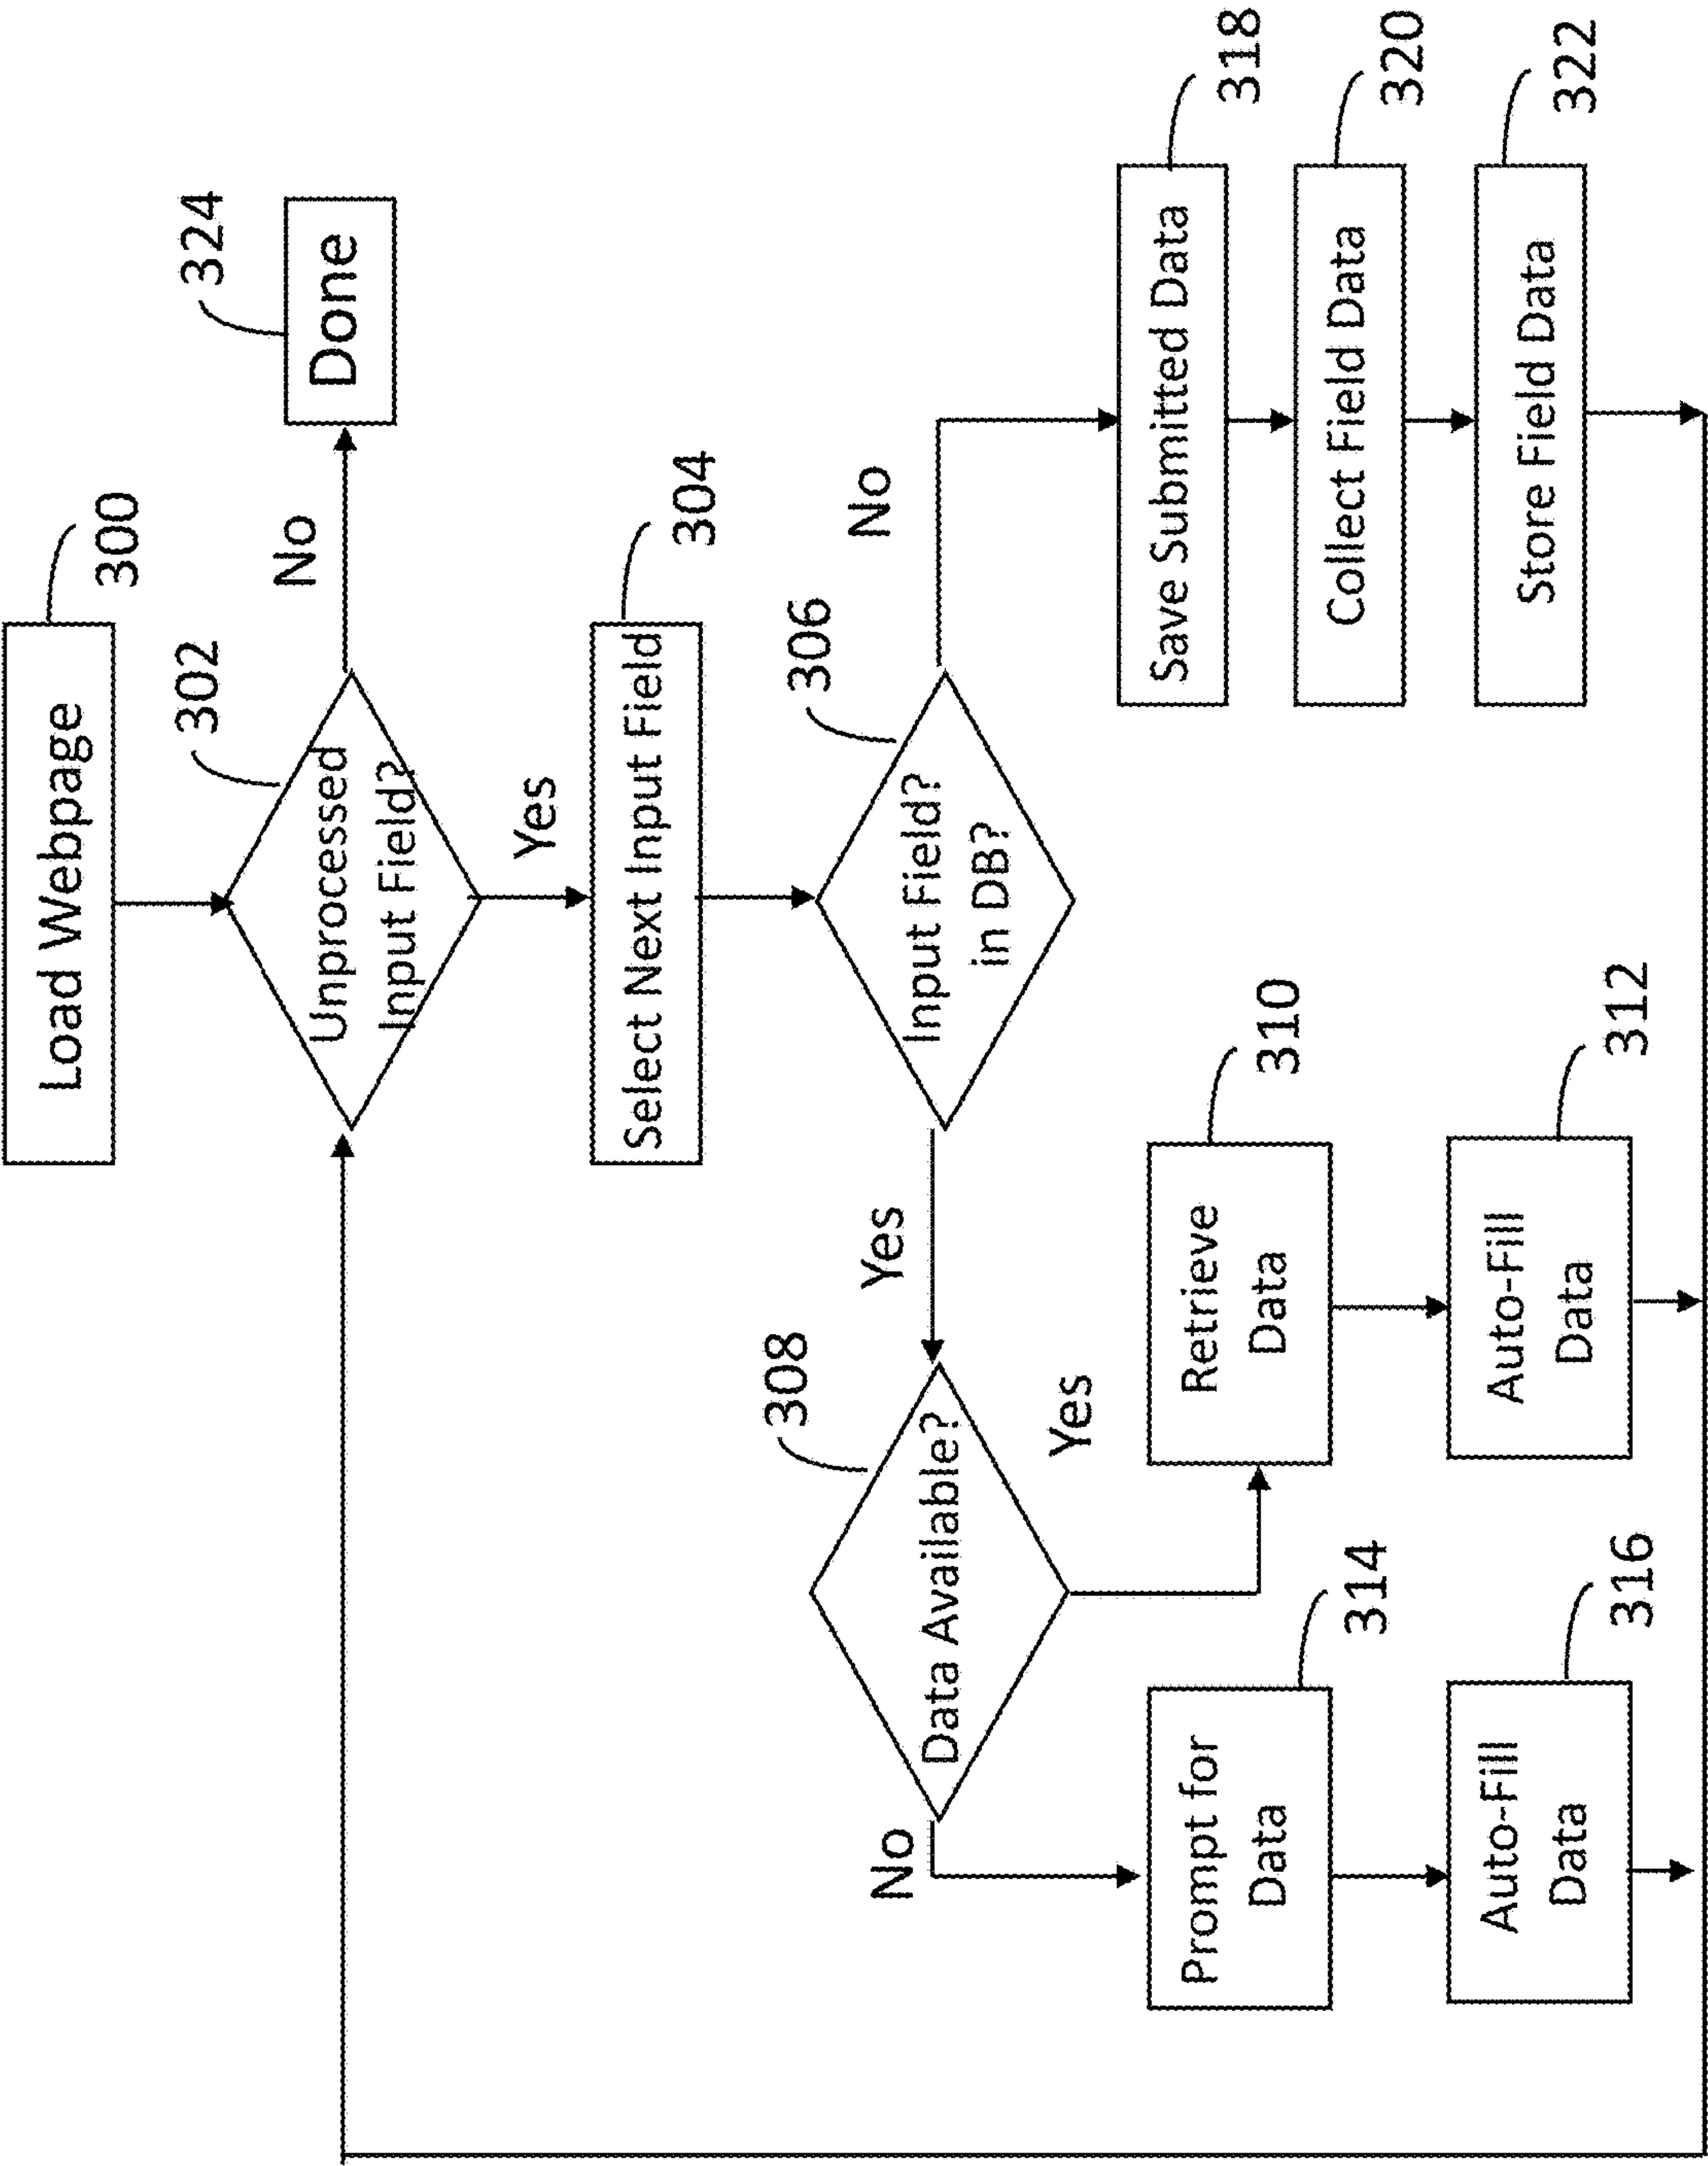 Load Webpage
300
302
Unprocessed
Input Field?
No
324
Done
Yes
304
Select Next Input Field
306
Input Field?
in DB?
Yes
No
308
Data Available?
No
Yes
Prompt for
Data
314
Retrieve
Data
310
Save Submitted Data
318
Collect Field Data
320
Auto-Fill
Data
316
Auto-Fill
Data
312
Store Field Data
322